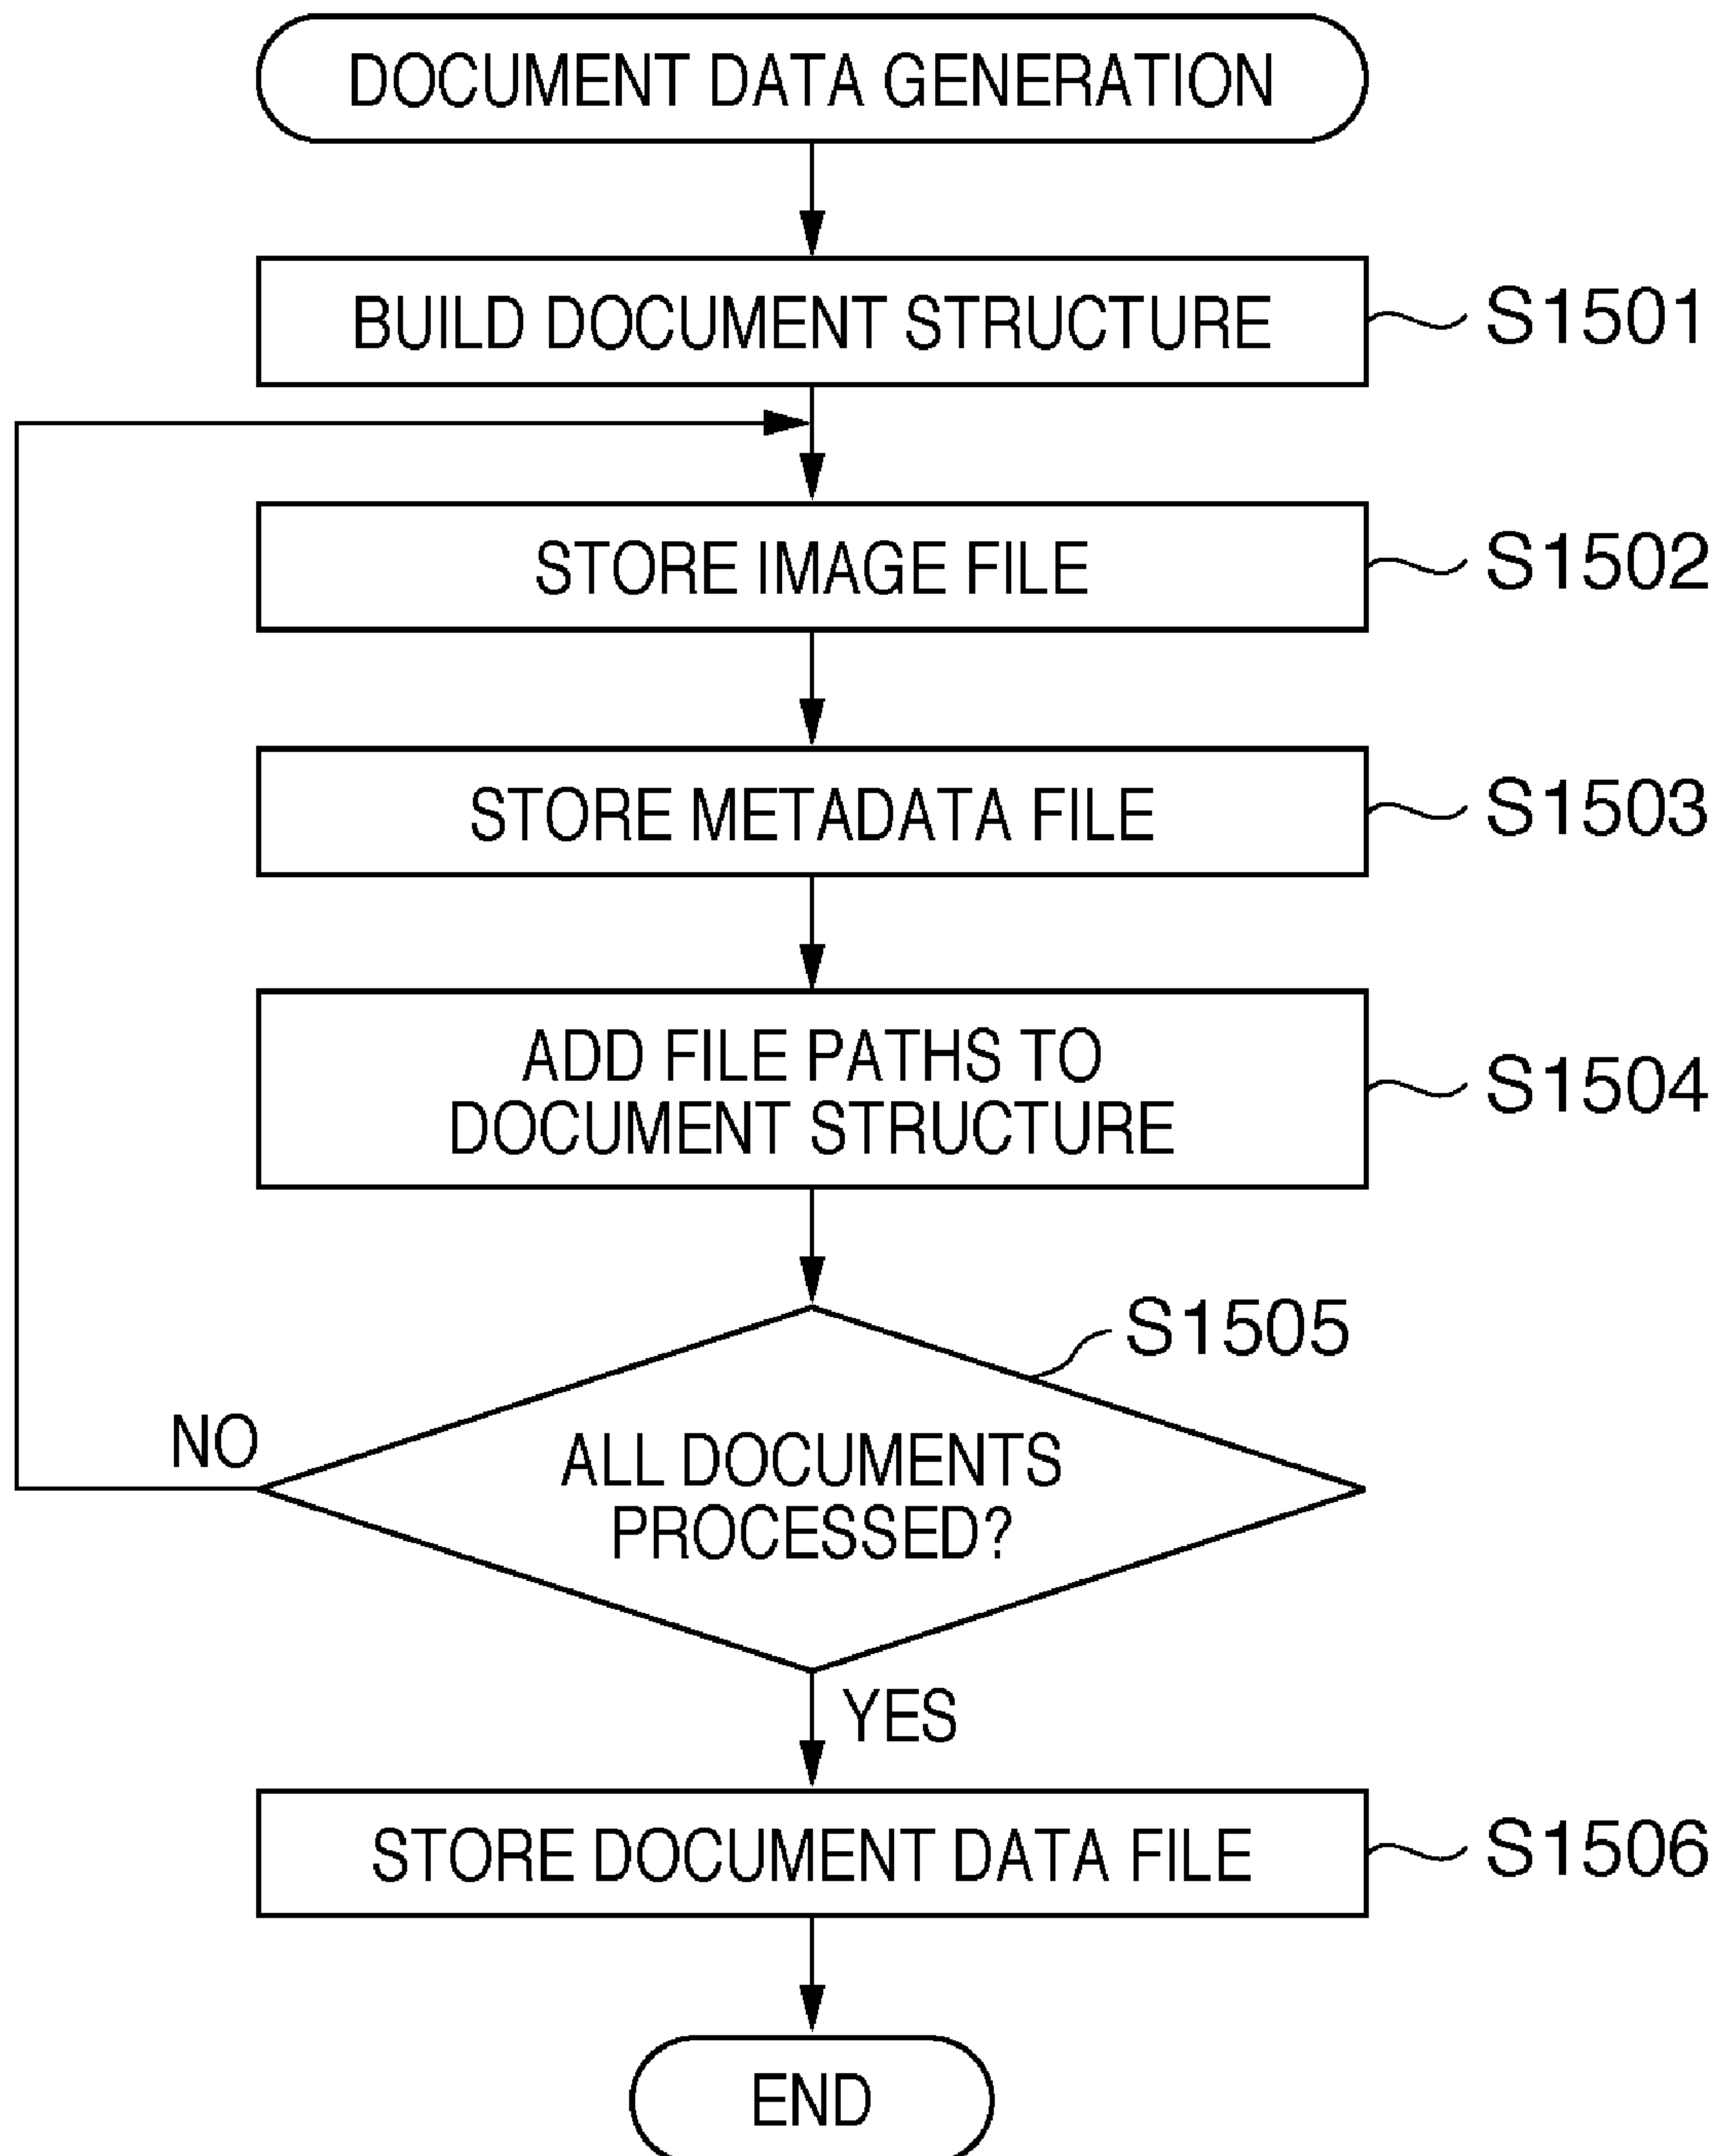 DOCUMENT DATA GENERATION
BUILD DOCUMENT STRUCTURE
S1501
STORE IMAGE FILE
S1502
STORE METADATA FILE
S1503
ADD FILE PATHS TO
DOCUMENT STRUCTURE
S1504
S1505
ALL DOCUMENTS
PROCESSED?
NO
YES
STORE DOCUMENT DATA FILE
S1506
END